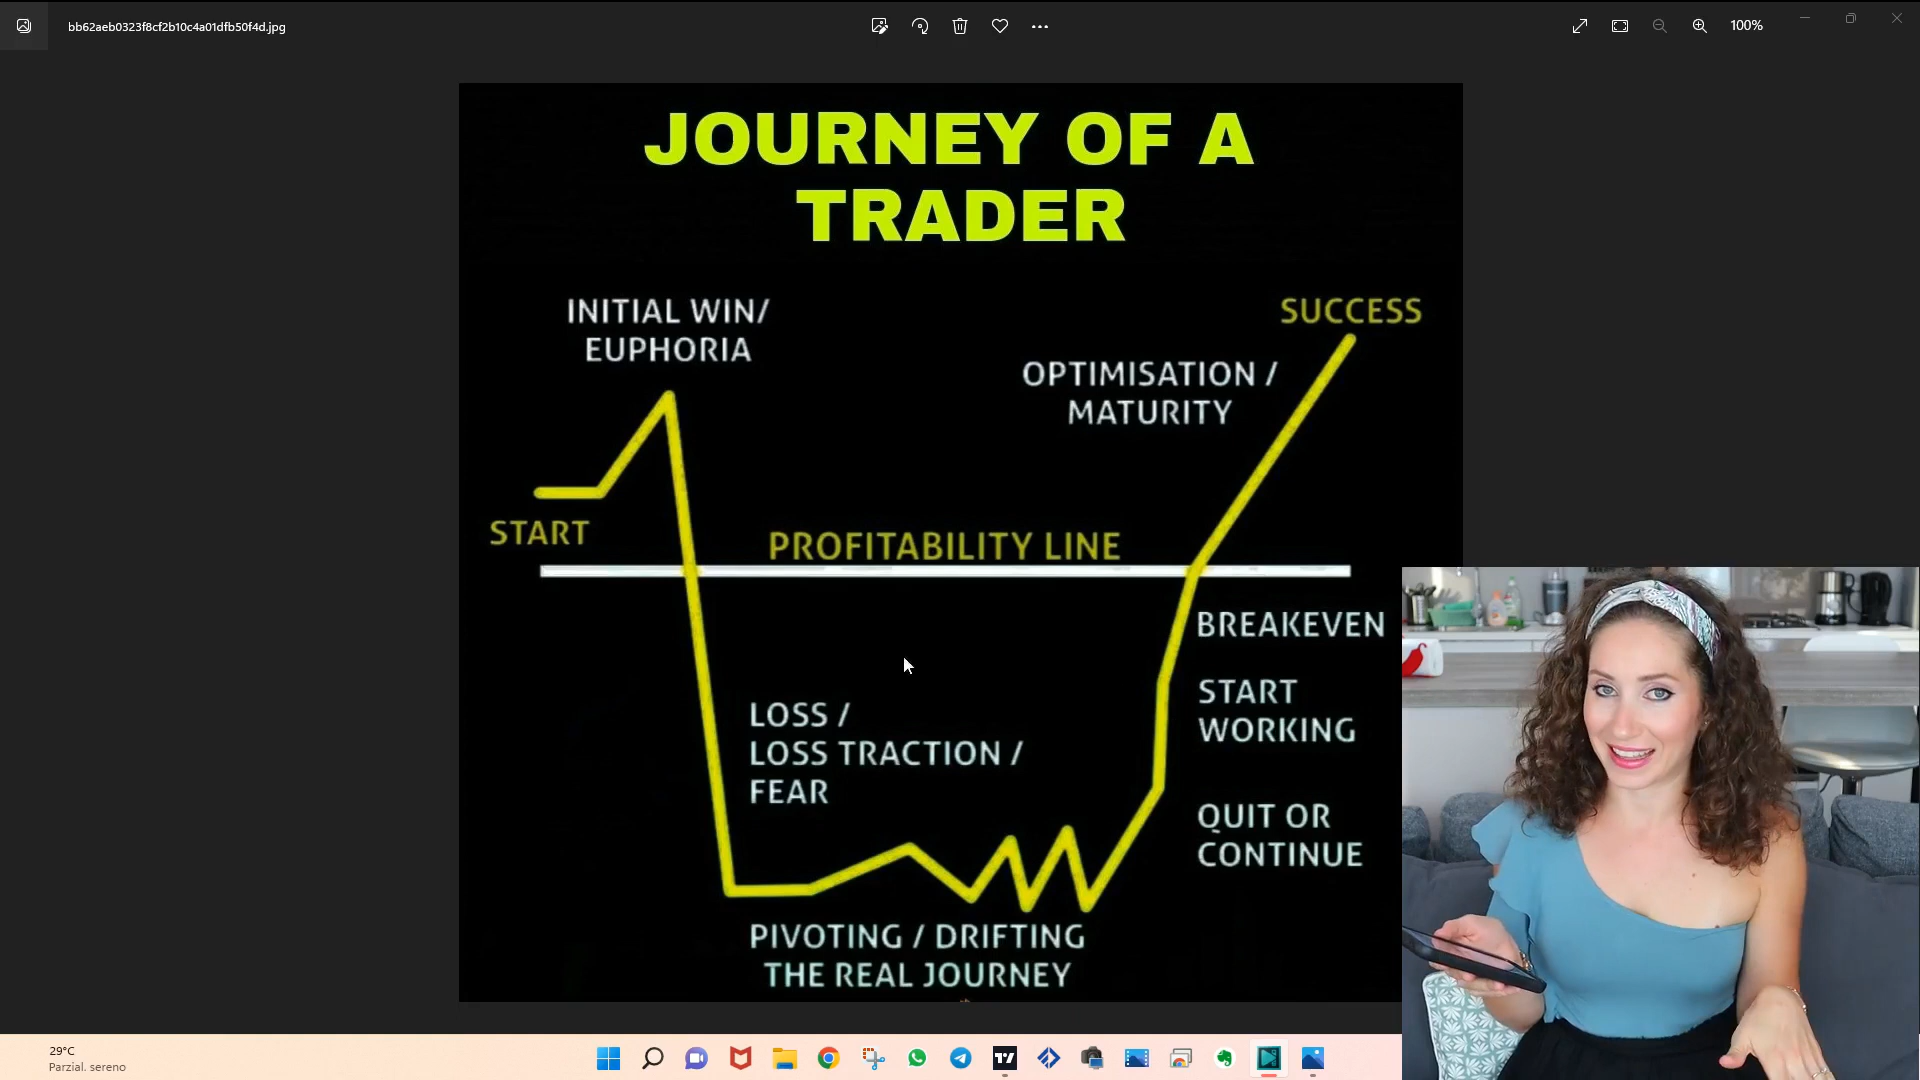 bb62aeb0323f8cf2b10c4a01dfb50f4d.jpg
100%
JOURNEY OF A
TRADER
INITIAL WIN/
EUPHORIA
SUCCESS
OPTIMISATION /
MATURITY
START
PROFITABILITY LINE
BREAKEVEN
START
WORKING
LOSS /
LOSS TRACTION /
FEAR
QUIT OR
CONTINUE
PIVOTING / DRIFTING
THE REAL JOURNEY
29°C
Parzial. sereno